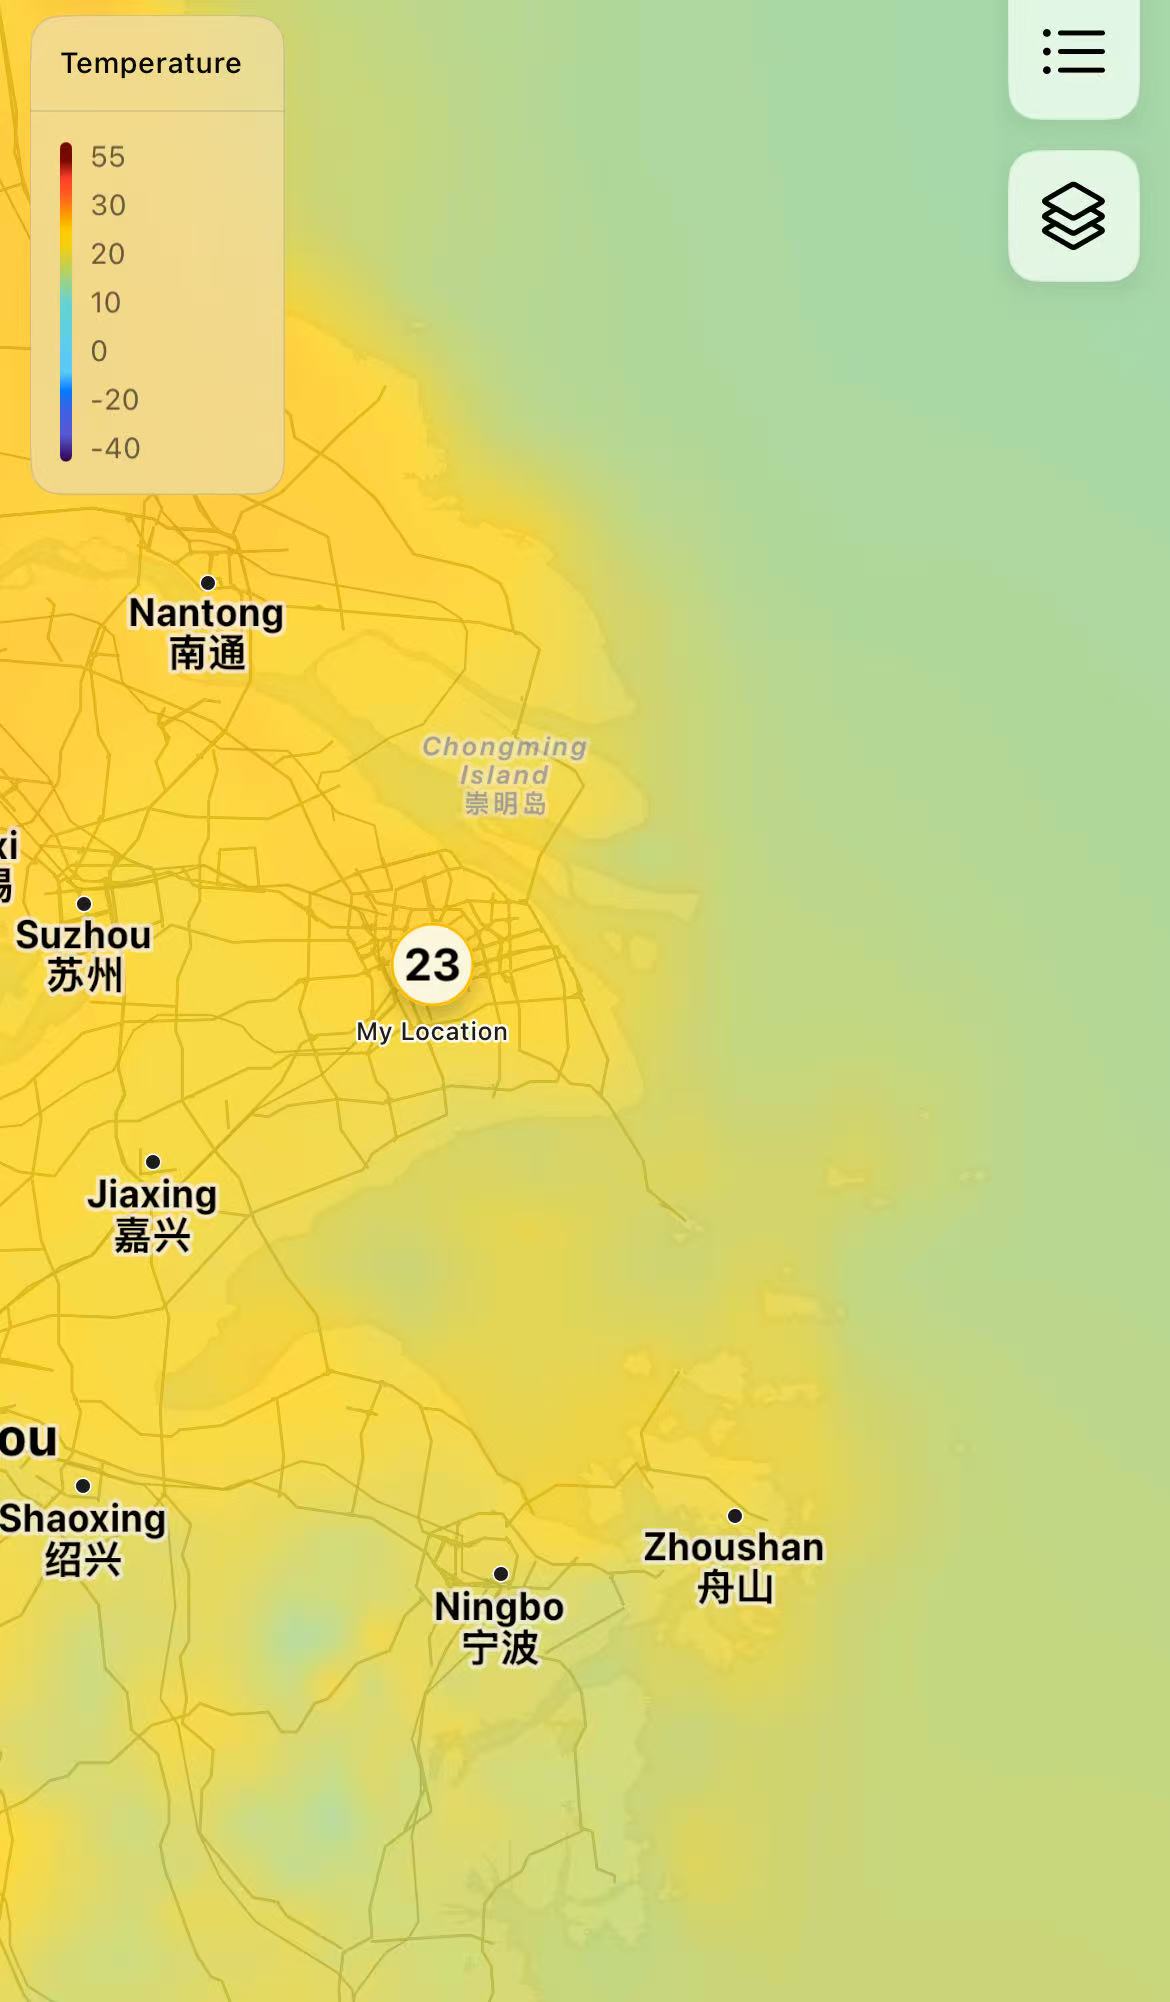 Temperature
55
30
20
10
0
-20
-40
Nantong
南通
Chongming
Island
崇明岛
xi
锡
Suzhou
苏州
23
My Location
Jiaxing
嘉兴
ou
Shaoxing
绍兴
Zhoushan
舟山
Ningbo
宁波